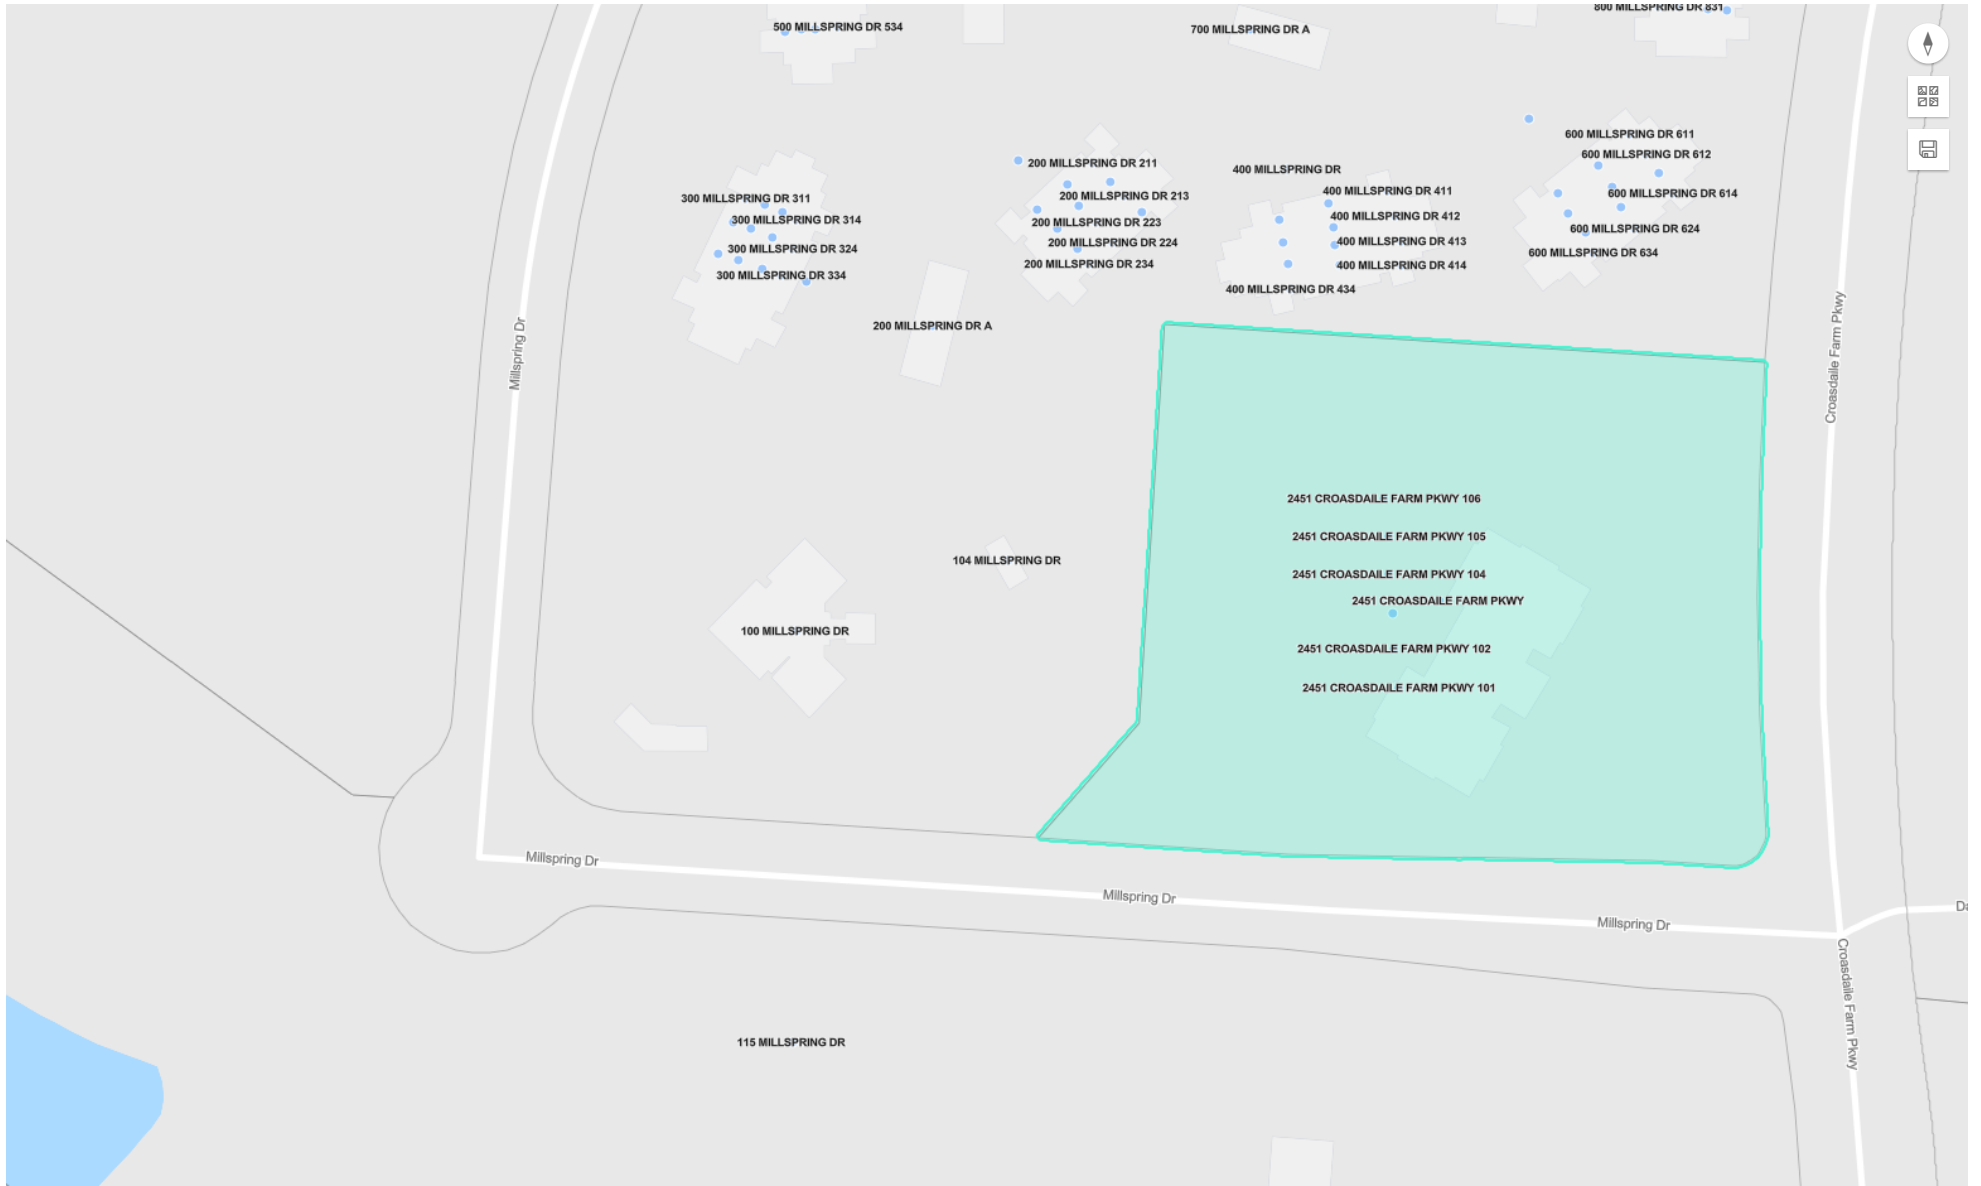 500 MILLSPRING DR 534
700 MILLSPRING DR A
800 MILLSPRING DR 831
600 MILLSPRING DR 611
600 MILLSPRING DR 612
600 MILLSPRING DR 614
600 MILLSPRING DR 624
600 MILLSPRING DR 634
200 MILLSPRING DR 211
200 MILLSPRING DR 213
200 MILLSPRING DR 223
200 MILLSPRING DR 224
200 MILLSPRING DR 234
400 MILLSPRING DR
400 MILLSPRING DR 411
400 MILLSPRING DR 412
400 MILLSPRING DR 413
400 MILLSPRING DR 414
400 MILLSPRING DR 434
300 MILLSPRING DR 311
300 MILLSPRING DR 314
300 MILLSPRING DR 324
300 MILLSPRING DR 334
200 MILLSPRING DR A
Millspring Dr
Croasdaile Farm Pkwy
2451 CROASDAILE FARM PKWY 106
2451 CROASDAILE FARM PKWY 105
2451 CROASDAILE FARM PKWY 104
2451 CROASDAILE FARM PKWY
2451 CROASDAILE FARM PKWY 102
2451 CROASDAILE FARM PKWY 101
104 MILLSPRING DR
100 MILLSPRING DR
Millspring Dr
Millspring Dr
Millspring Dr
Da
Croasdaile Farm Pkwy
115 MILLSPRING DR